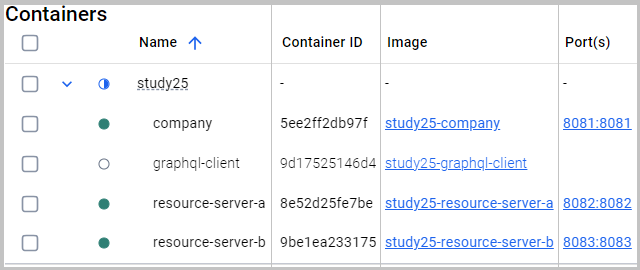 Containers
Name Container ID Image Port(s)
study25 - - -
company 5ee2ff2db97f study25-company 8081:8081
graphql-client 9d17525146d4 study25-graphql-client
resource-server-a 8e52d25fe7be study25-resource-server-a 8082:8082
resource-server-b 9be1ea233175 study25-resource-server-b 8083:8083